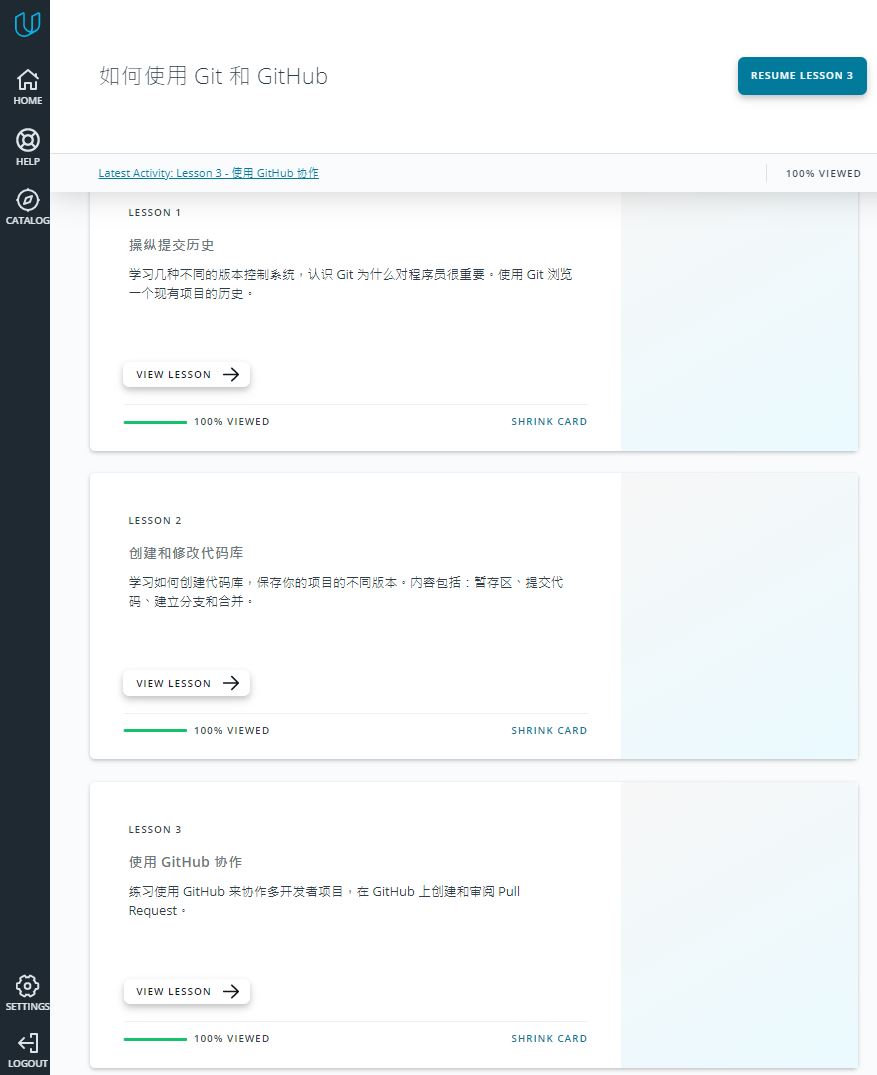 HOME
HELP
CATALOG
SETTINGS
LOGOUT
如何使用 Git 和 GitHub
RESUME LESSON 3
Latest Activity: Lesson 3 - 使用 GitHub 协作
100% VIEWED
LESSON 1
操纵提交历史
学习几种不同的版本控制系统，认识 Git 为什么对程序员很重要。使用 Git 浏览
一个现有项目的历史。
VIEW LESSON
100% VIEWED
SHRINK CARD
LESSON 2
创建和修改代码库
学习如何创建代码库，保存你的项目的不同版本。内容包括：暂存区、提交代
码、建立分支和合并。
VIEW LESSON
100% VIEWED
SHRINK CARD
LESSON 3
使用 GitHub 协作
练习使用 GitHub 来协作多开发者项目，在 GitHub 上创建和审阅 Pull
Request。
VIEW LESSON
100% VIEWED
SHRINK CARD